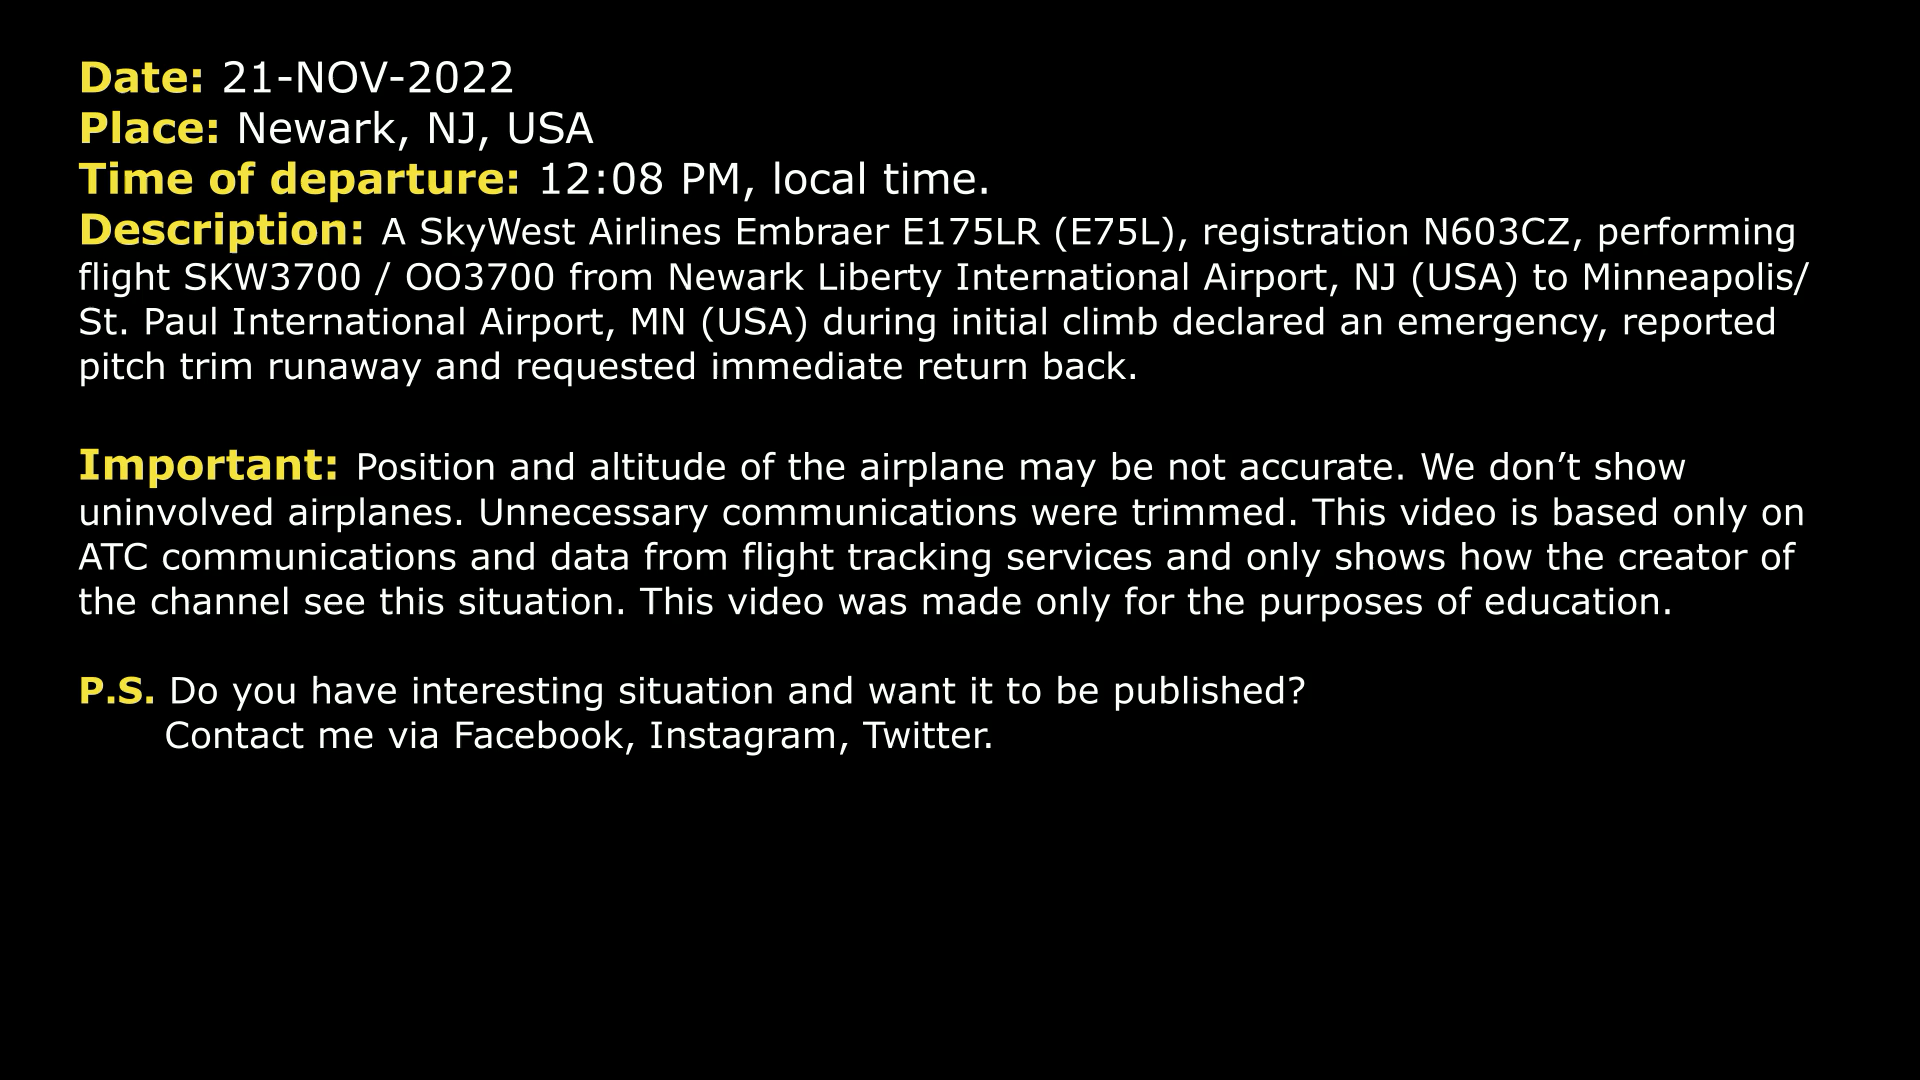 Date: 21-NOV-2022
Place: Newark, NJ, USA
Time of departure: 12:08 PM, local time.
Description: A SkyWest Airlines Embraer E175LR (E75L), registration N603CZ, performing
flight SKW3700 / OO3700 from Newark Liberty International Airport, NJ (USA) to Minneapolis/
St. Paul International Airport, MN (USA) during initial climb declared an emergency, reported
pitch trim runaway and requested immediate return back.
Important: Position and altitude of the airplane may be not accurate. We don’t show
uninvolved airplanes. Unnecessary communications were trimmed. This video is based only on
ATC communications and data from flight tracking services and only shows how the creator of
the channel see this situation. This video was made only for the purposes of education.
P.S. Do you have interesting situation and want it to be published?
Contact me via Facebook, Instagram, Twitter.